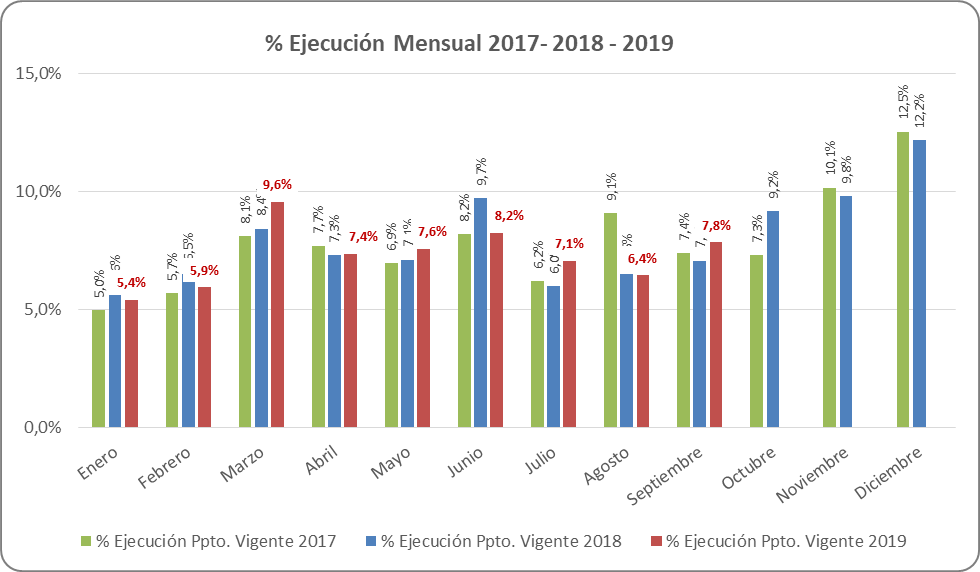 % Ejecución Mensual 2017- 2018 - 2019
15,0%
10,0%
5,0%
0,0%
5,0%
5,4%
5,7%
5,9%
8,1%
8,4%
9,6%
7,7%
7,3%
7,4%
6,9%
7,1%
7,6%
8,2%
9,7%
8,2%
6,2%
7,1%
9,1%
6,4%
7,4%
7,8%
7,3%
9,2%
10,1%
9,8%
12,5%
12,2%
Enero
Febrero
Marzo
Abril
Mayo
Junio
Julio
Agosto
Septiembre
Octubre
Noviembre
Diciembre
% Ejecución Ppto. Vigente 2017
% Ejecución Ppto. Vigente 2018
% Ejecución Ppto. Vigente 2019